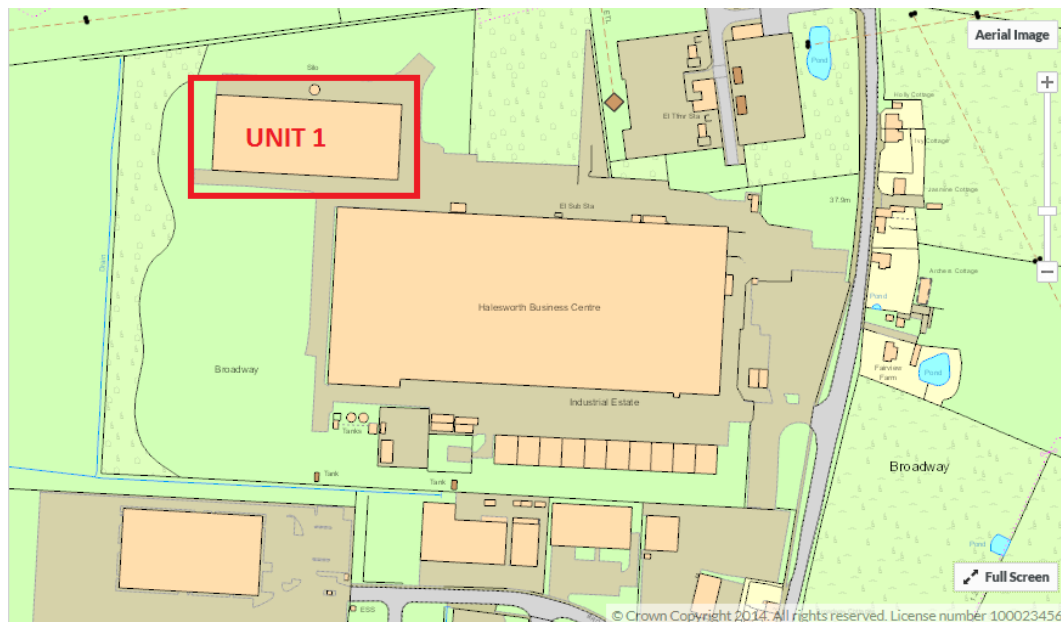 Aerial Image
ETL
Silo
Pond
Holly Cottage
UNIT 1
El Tfmr Sta
Ivy Cottage
Jasmine Cottage
El Sub Sta
37.9m
Drain
Archers Cottage
Pond
Halesworth Business Centre
Broadway
Fairview
Farm
Pond
Industrial Estate
Tanks
Broadway
Tank
Tank
Pond
Full Screen
ESS
© Crown Copyright 2014. All rights reserved. License number 100023456